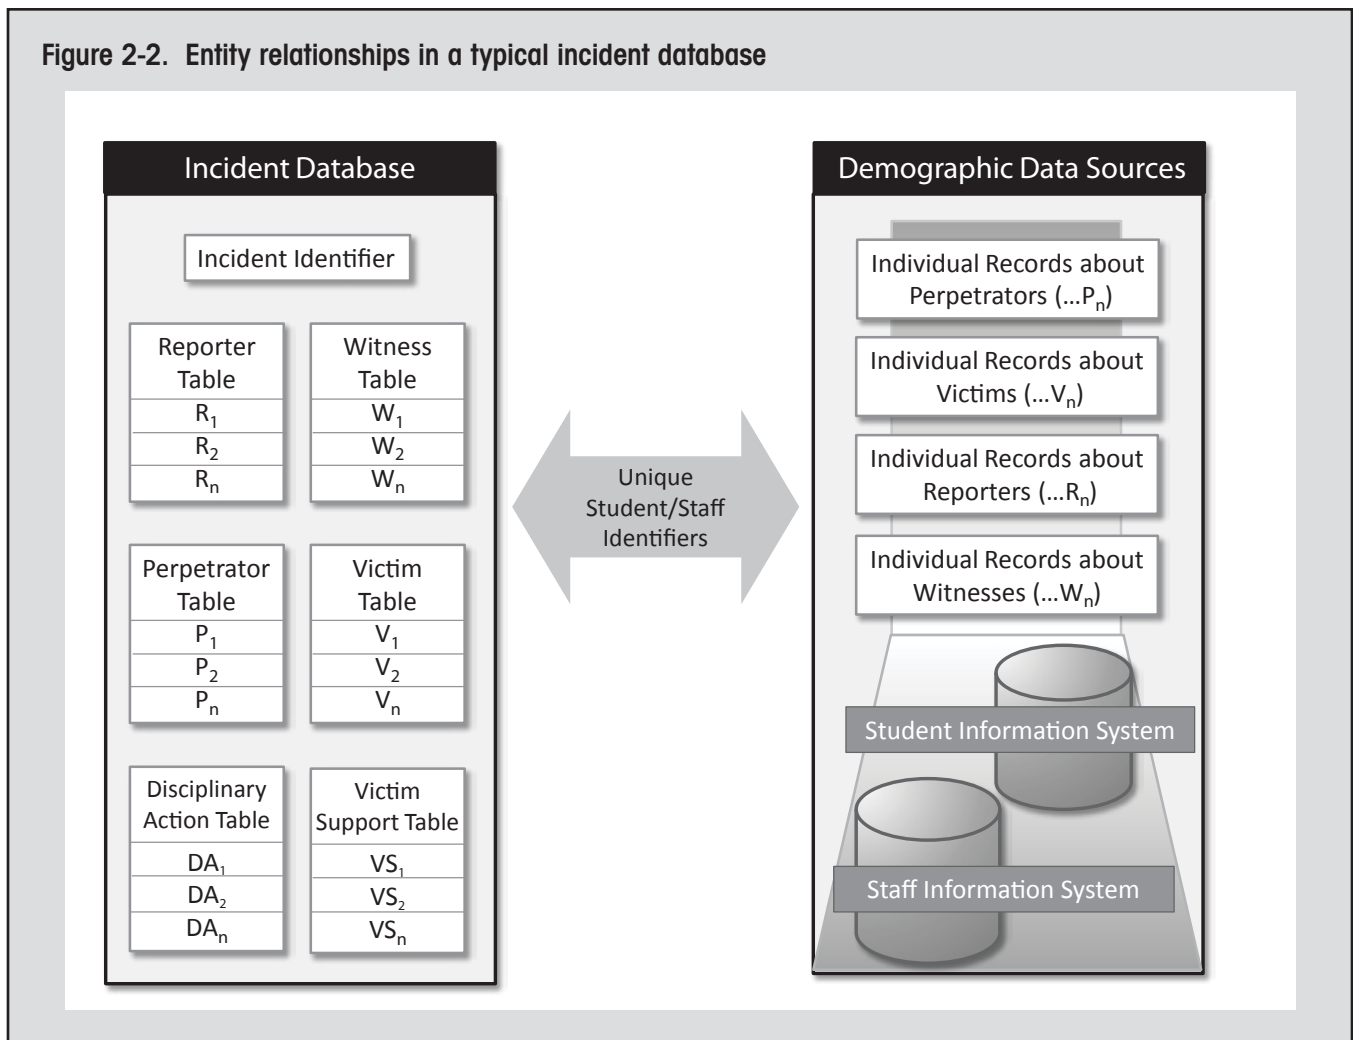 Figure 2-2. Entity relationships in a typical incident database
Incident Database
Incident Identifier
Reporter
Table
R1
R2
Rn
Witness
Table
W1
W2
Wn
Perpetrator
Table
P1
P2
Pn
Victim
Table
V1
V2
Vn
Disciplinary
Action Table
DA1
DA2
DAn
Victim
Support Table
VS1
VS2
VSn
Unique
Student/Staff
Identifiers
Demographic Data Sources
Individual Records about
Perpetrators (...Pn)
Individual Records about
Victims (...Vn)
Individual Records about
Reporters (...Rn)
Individual Records about
Witnesses (...Wn)
Student Information System
Staff Information System